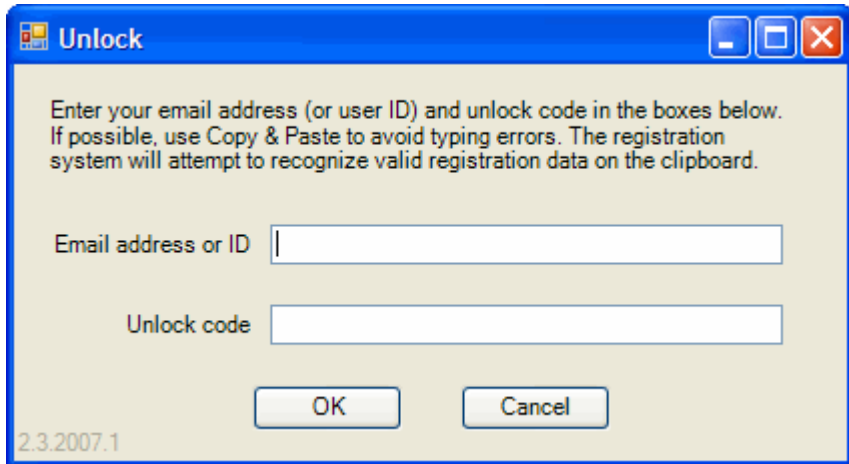 Unlock
Enter your email address (or user ID) and unlock code in the boxes below.
If possible, use Copy & Paste to avoid typing errors. The registration
system will attempt to recognize valid registration data on the clipboard.
Email address or ID
Unlock code
OK Cancel
2.3.2007.1